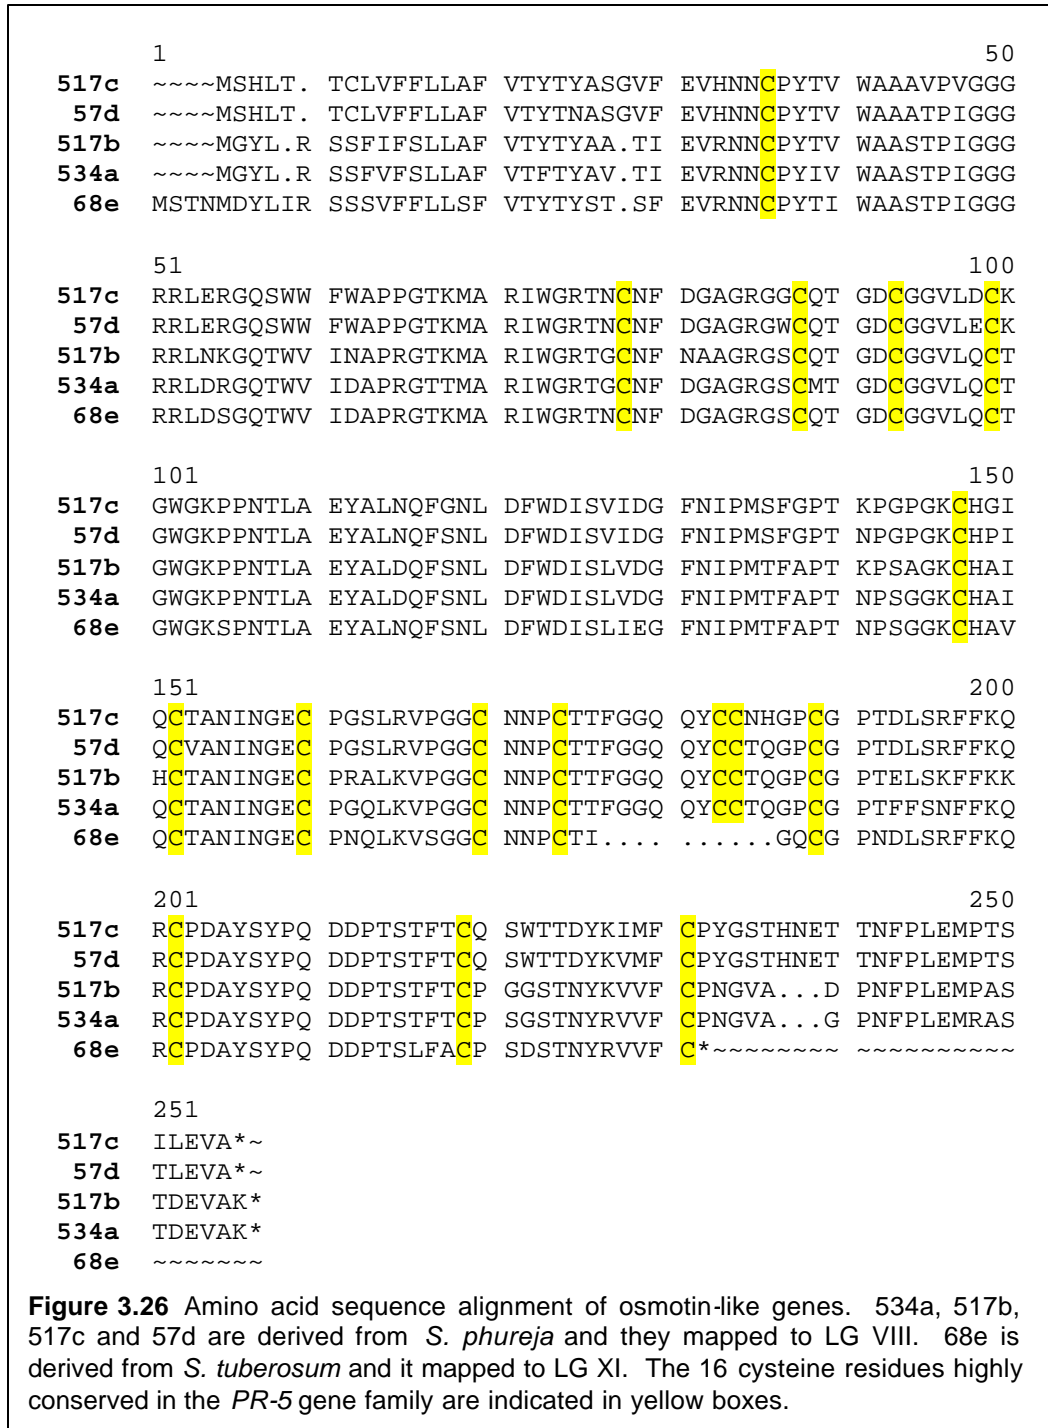 1 50
517c ~~~~MSHLT. TCLVFFLLAF VTYTYASGVF EVHNNCPYTV WAAAVPVGGG
57d ~~~~MSHLT. TCLVFFLLAF VTYTNASGVF EVHNNCPYTV WAAATPIGGG
517b ~~~~MGYL.R SSFIFSLLAF VTYTYAA.TI EVRNNCPYTV WAASTPIGGG
534a ~~~~MGYL.R SSFVFSLLAF VTFTYAV.TI EVRNNCPYIV WAASTPIGGG
68e MSTNMDYLIR SSSVFFLLSF VTYTYST.SF EVRNNCPYTI WAASTPIGGG
51 100
517c RRLERGQSWW FWAPPGTKMA RIWGRTNCNF DGAGRGGCQT GDCGGVLDCK
57d RRLERGQSWW FWAPPGTKMA RIWGRTNCNF DGAGRGWCQT GDCGGVLECK
517b RRLNKGQTWV INAPRGTKMA RIWGRTGCNF NAAGRGSCQT GDCGGVLQCT
534a RRLDRGQTWV IDAPRGTTMA RIWGRTGCNF DGAGRGSCMT GDCGGVLQCT
68e RRLDSGQTWV IDAPRGTKMA RIWGRTNCNF DGAGRGSCQT GDCGGVLQCT
101 150
517c GWGKPPNTLA EYALNQFGNL DFWDISVIDG FNIPMSFGPT KPGPGKCHGI
57d GWGKPPNTLA EYALNQFSNL DFWDISVIDG FNIPMSFGPT NPGPGKCHPI
517b GWGKPPNTLA EYALDQFSNL DFWDISLVDG FNIPMTFAPT KPSAGKCHAI
534a GWGKPPNTLA EYALDQFSNL DFWDISLVDG FNIPMTFAPT NPSGGKCHAI
68e GWGKSPNTLA EYALNQFSNL DFWDISLIEG FNIPMTFAPT NPSGGKCHAV
151 200
517c QCTANINGEC PGSLRVPGGC NNPCTTFGGQ QYCCNHGPCG PTDLSRFFKQ
57d QCVANINGEC PGSLRVPGGC NNPCTTFGGQ QYCCTQGPCG PTDLSRFFKQ
517b HCTANINGEC PRALKVPGGC NNPCTTFGGQ QYCCTQGPCG PTELSKFFKK
534a QCTANINGEC PGQLKVPGGC NNPCTTFGGQ QYCCTQGPCG PTFFSNFFKQ
68e QCTANINGEC PNQLKVSGGC NNPCTI.... ......GQCG PNDLSRFFKQ
201 250
517c RCPDAYSYPQ DDPTSTFTCQ SWTTDYKIMF CPYGSTHNET TNFPLEMPTS
57d RCPDAYSYPQ DDPTSTFTCQ SWTTDYKVMF CPYGSTHNET TNFPLEMPTS
517b RCPDAYSYPQ DDPTSTFTCP GGSTNYKVVF CPNGVA...D PNFPLEMPAS
534a RCPDAYSYPQ DDPTSTFTCP SGSTNYRVVF CPNGVA...G PNFPLEMRAS
68e RCPDAYSYPQ DDPTSLFACP SDSTNYRVVF C*~~~~~~~~ ~~~~~~~~~~
251
517c ILEVA*~
57d TLEVA*~
517b TDEVAK*
534a TDEVAK*
68e ~~~~~~~
Figure 3.26 Amino acid sequence alignment of osmotin-like genes. 534a, 517b,
517c and 57d are derived from S. phureja and they mapped to LG VIII. 68e is
derived from S. tuberosum and it mapped to LG XI. The 16 cysteine residues highly
conserved in the PR-5 gene family are indicated in yellow boxes.